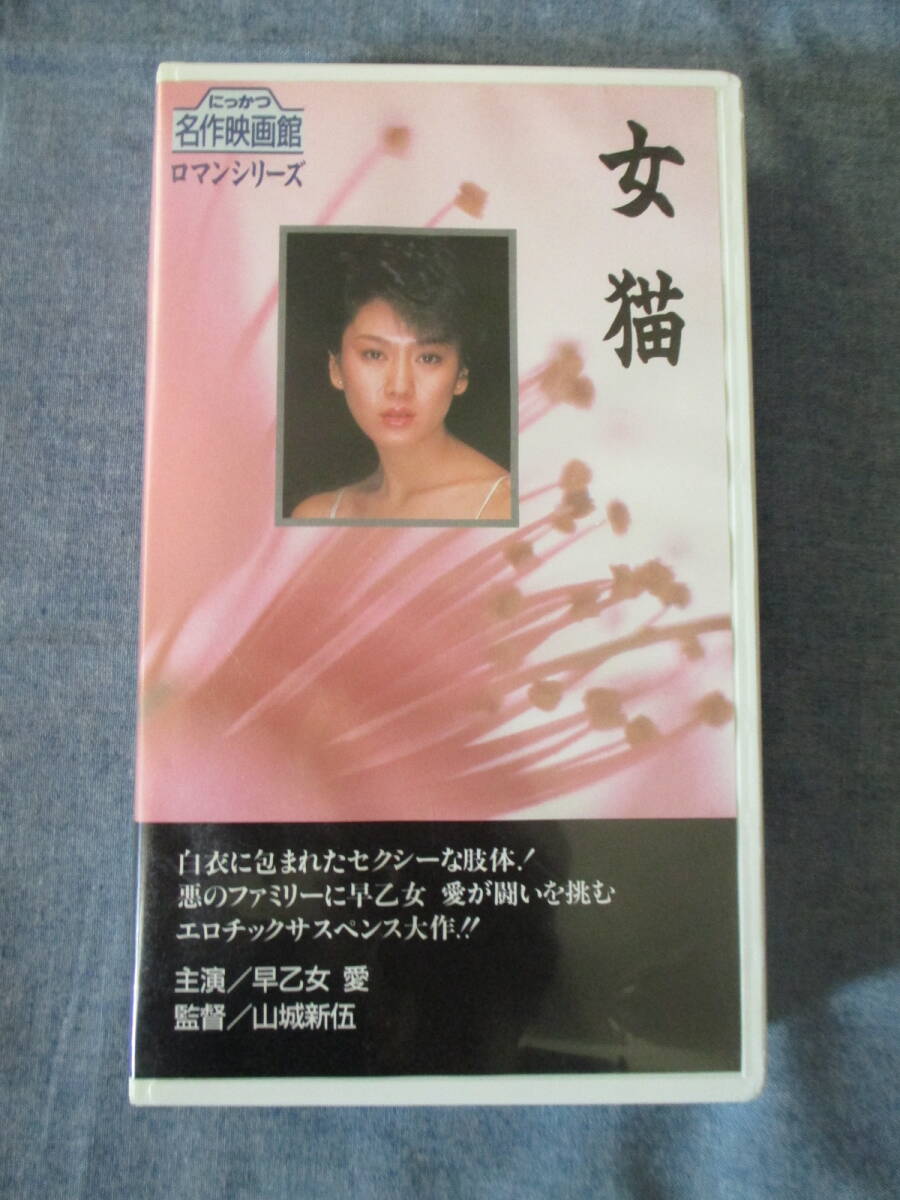 にっかつ
名作映画館
ロマンシリーズ
女猫
白衣に包まれたセクシーな肢体!
悪のファミリーに早乙女 愛が闘いを挑む
エロチックサスペンス大作!!
主演/早乙女 愛
監督/山城新伍